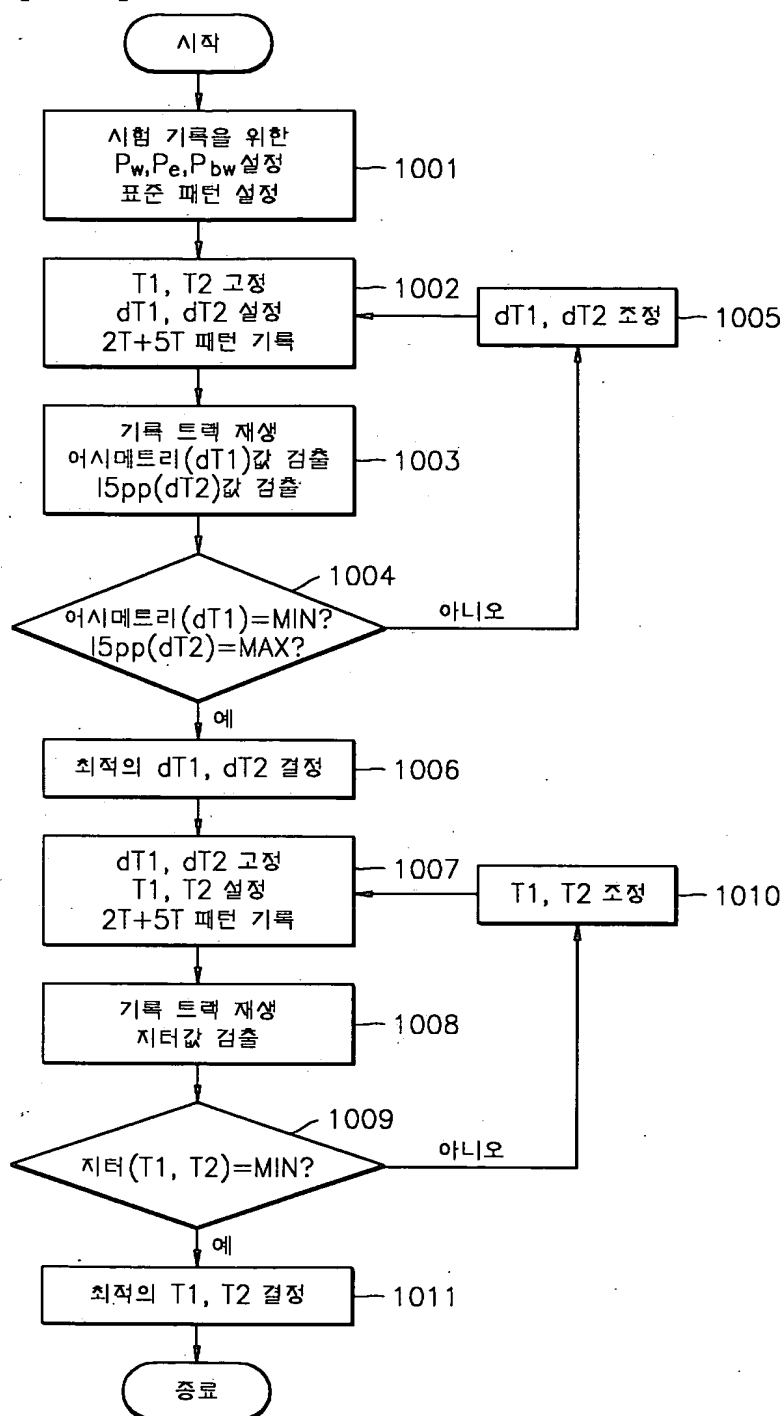 시작
시험 기록을 위한
Pw,Pe,Pbw 설정
표준 패턴 설정
1001
T1, T2 고정
dT1, dT2 설정
2T+5T 패턴 기록
1002
dT1, dT2 조정
1005
기록 트랙 재생
어시메트리(dT1)값 검출
I5pp(dT2)값 검출
1003
1004
어시메트리(dT1)=MIN?
I5pp(dT2)=MAX?
아니오
예
최적의 dT1, dT2 결정
1006
dT1, dT2 고정
T1, T2 설정
2T+5T 패턴 기록
1007
T1, T2 조정
1010
기록 트랙 재생
지터값 검출
1008
1009
지터(T1, T2)=MIN?
아니오
예
최적의 T1, T2 결정
1011
종료